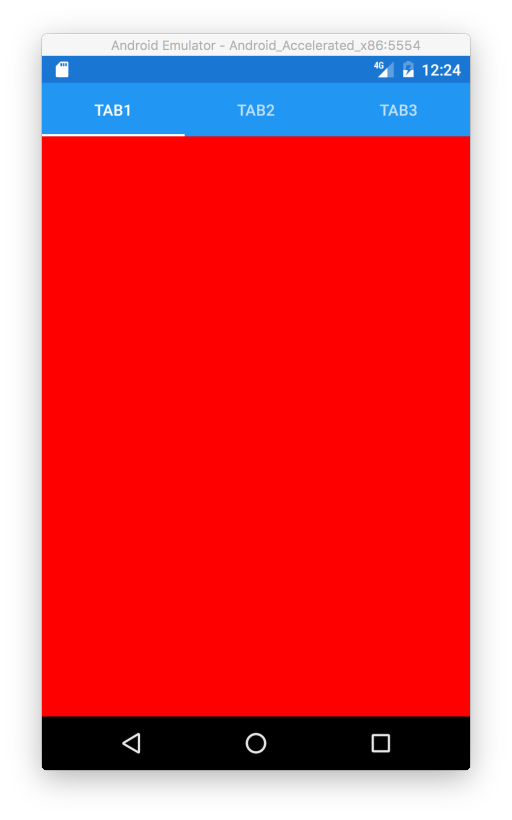 Android Emulator - Android_Accelerated_x86:5554
4G 12:24
TAB1 TAB2 TAB3